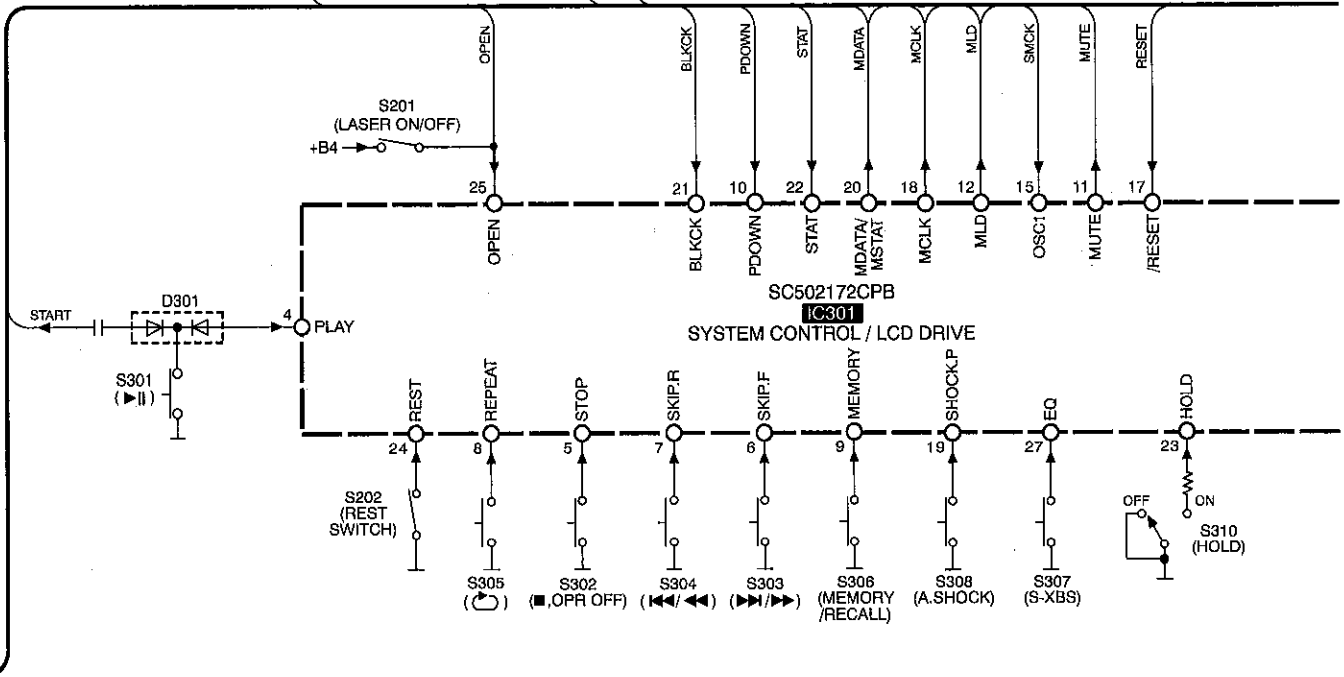 OPEN
BLKCK
PDOWN
STAT
MDATA
MCLK
MLD
SMCK
MUTE
RESET
S201
(LASER ON/OFF)
+B4
25
21
10
22
20
18
12
15
11
17
OPEN
BLKCK
PDOWN
STAT
MDATA/
MSTAT
MCLK
MLD
OSC1
MUTE
/RESET
SC502172CPB
IC301
SYSTEM CONTROL / LCD DRIVE
START
D301
4
PLAY
S301
(▶II)
REST
REPEAT
STOP
SKIP.R
SKIP.F
MEMORY
SHOCK.P
EQ
HOLD
24
8
5
7
6
9
19
27
23
S202
(REST
SWITCH)
OFF
ON
S310
(HOLD)
S305
S302
(■,OPR OFF)
S304
(I◀◀/◀◀)
S303
(▶▶I/▶▶)
S306
(MEMORY
/RECALL)
S308
(A.SHOCK)
S307
(S-XBS)